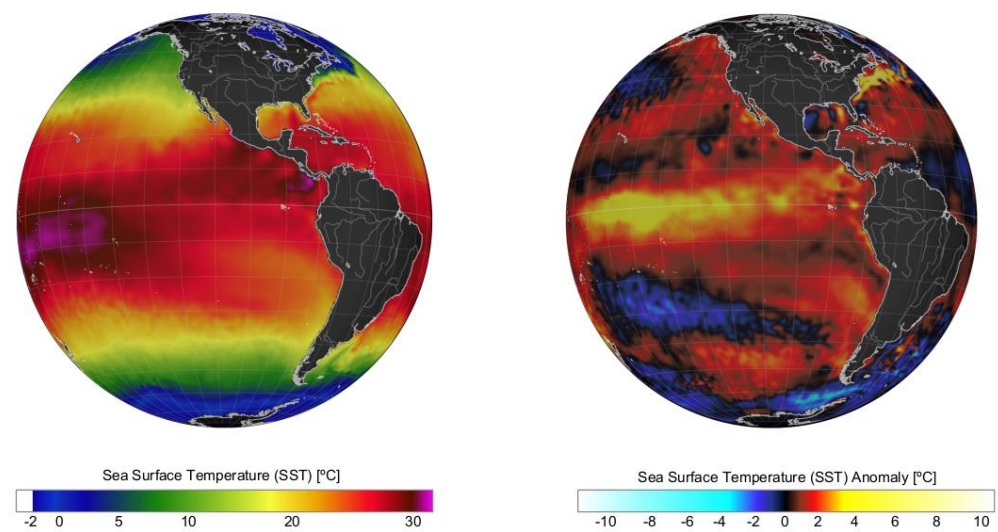 Sea Surface Temperature (SST) [ºC]
-2 0 5 10 20 30
Sea Surface Temperature (SST) Anomaly [ºC]
-10 -8 -6 -4 -2 0 2 4 6 8 10